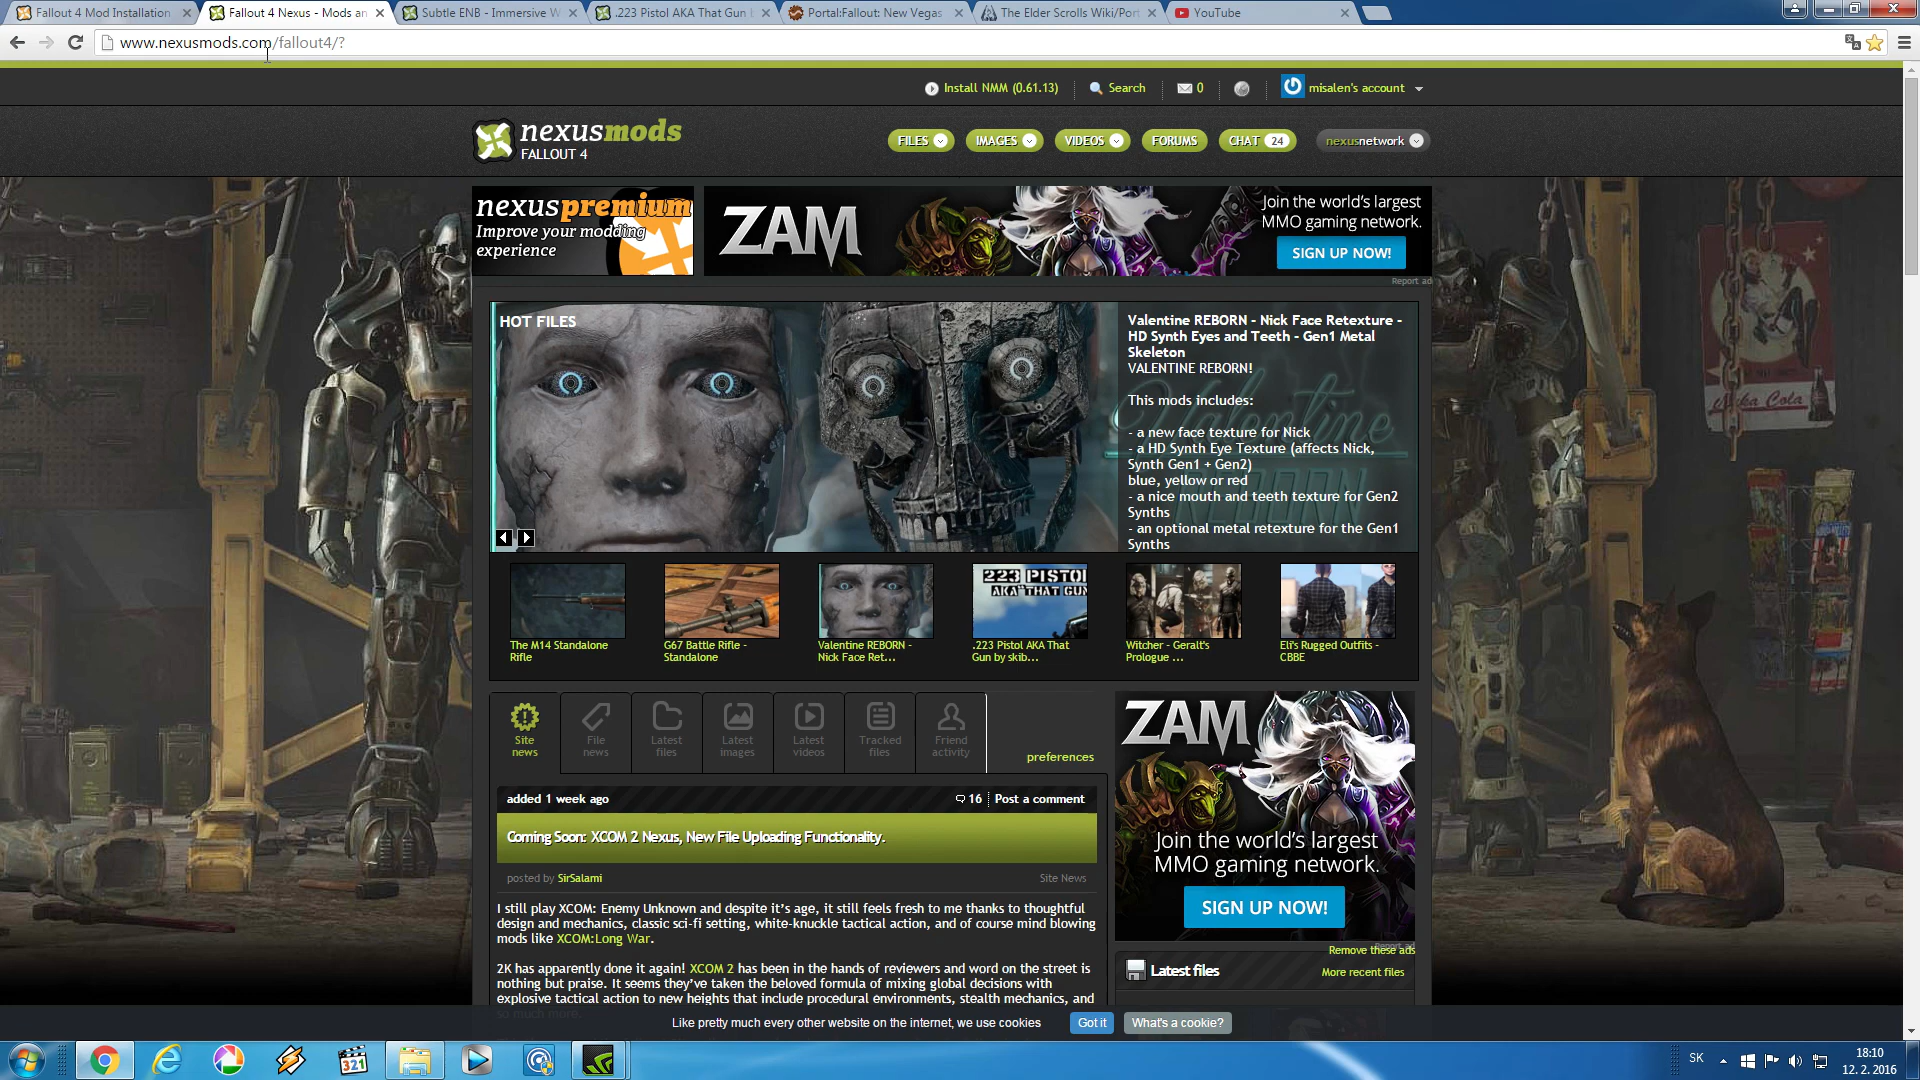 Fallout 4 Mod Installation
Fallout 4 Nexus - Mods an
Subtle ENB - Immersive W
.223 Pistol AKA That Gun b
Portal:Fallout: New Vegas
The Elder Scrolls Wiki/Port
YouTube
www.nexusmods.com/fallout4/?
Install NMM (0.61.13)
Search
0
misalen's account
nexusmods
FALLOUT 4
FILES
IMAGES
VIDEOS
FORUMS
CHAT 24
nexusnetwork
nexuspremium
Improve your modding
experience
ZAM
Join the world's largest
MMO gaming network.
SIGN UP NOW!
Report ad
HOT FILES
Valentine REBORN - Nick Face Retexture -
HD Synth Eyes and Teeth - Gen1 Metal
Skeleton
VALENTINE REBORN!
This mods includes:
- a new face texture for Nick
- a HD Synth Eye Texture (affects Nick,
Synth Gen1 + Gen2)
blue, yellow or red
- a nice mouth and teeth texture for Gen2
Synths
- an optional metal retexture for the Gen1
Synths
Valentine
REBORN
223 PISTOL
AKA "THAT GUN
The M14 Standalone
Rifle
G67 Battle Rifle -
Standalone
Valentine REBORN -
Nick Face Ret...
.223 Pistol AKA That
Gun by skib...
Witcher - Geralt's
Prologue ...
Eli's Rugged Outfits -
CBBE
Site
news
File
news
Latest
files
Latest
images
Latest
videos
Tracked
files
Friend
activity
preferences
added 1 week ago
16
Post a comment
Coming Soon: XCOM 2 Nexus, New File Uploading Functionality.
posted by SirSalami
Site News
I still play XCOM: Enemy Unknown and despite it's age, it still feels fresh to me thanks to thoughtful
design and mechanics, classic sci-fi setting, white-knuckle tactical action, and of course mind blowing
mods like XCOM:Long War.
2K has apparently done it again! XCOM 2 has been in the hands of reviewers and word on the street is
nothing but praise. It seems they've taken the beloved formula of mixing global decisions with
explosive tactical action to new heights that include procedural environments, stealth mechanics, and
so much more.
ZAM
Join the world's largest
MMO gaming network.
SIGN UP NOW!
Report ad
Remove these ads
Latest files
More recent files
Like pretty much every other website on the internet, we use cookies
Got it
What's a cookie?
321
SK
18:10
12. 2. 2016